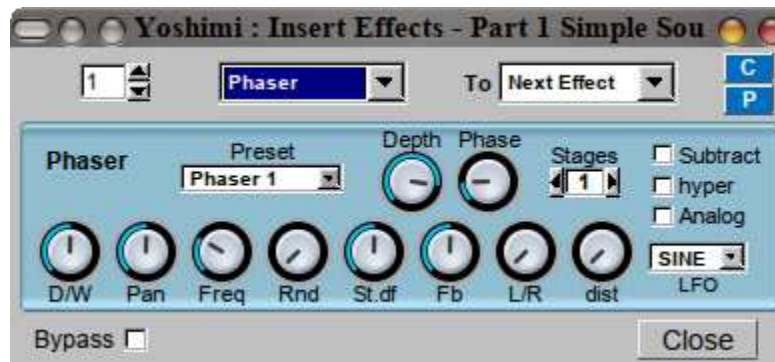 Yoshimi : Insert Effects - Part 1 Simple Sou
1 Phaser To Next Effect C
P
Phaser Preset Depth Phase Stages Subtract
Phaser 1 1 hyper
Analog
SINE
D/W Pan Freq Rnd St.df Fb L/R dist LFO
Bypass Close